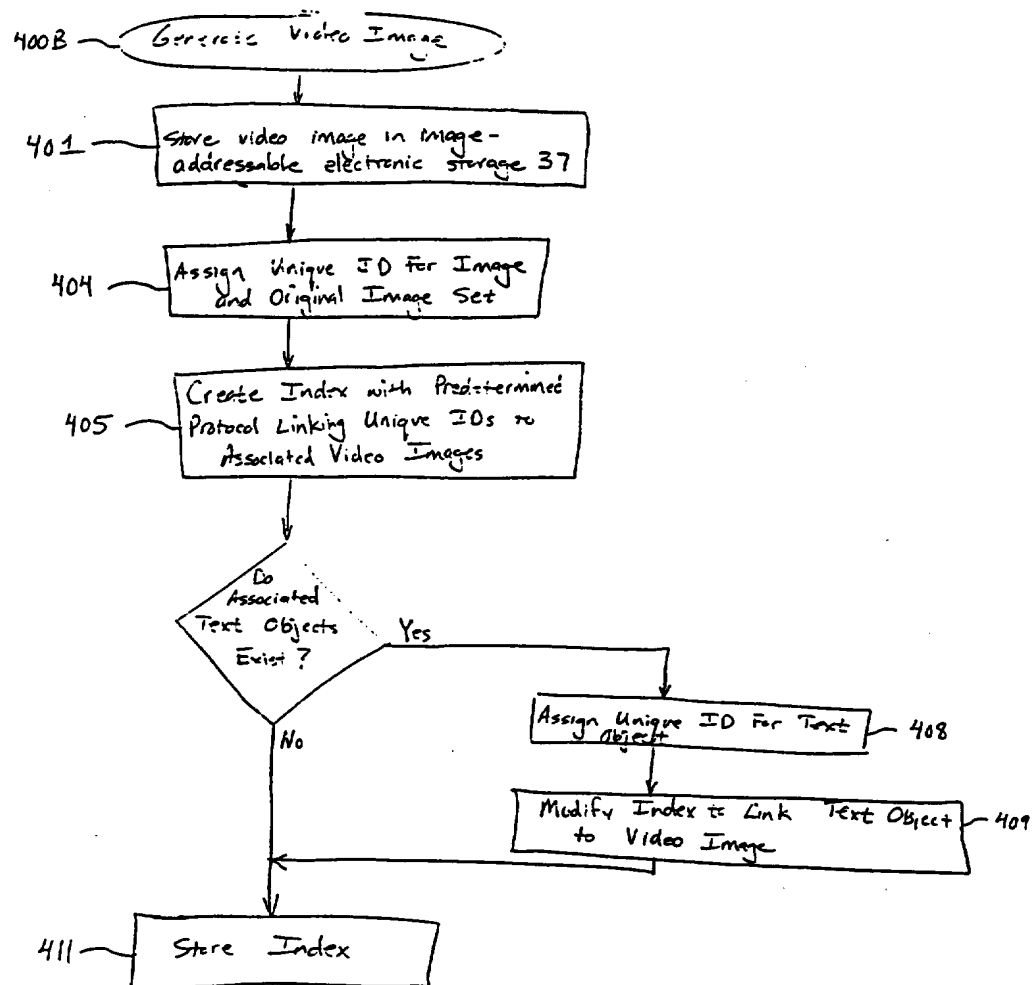 400B
Generate Video Image
401
Store video image in image-
addressable electronic storage 37
404
Assign Unique ID For Image
and Original Image Set
405
Create Index with Predetermined
Protocol Linking Unique IDs to
Associated Video Images
Do
Associated
Text Objects
Exist?
Yes
No
Assign Unique ID For Text
Object
408
Modify Index to Link Text Object
to Video Image
409
411
Store Index